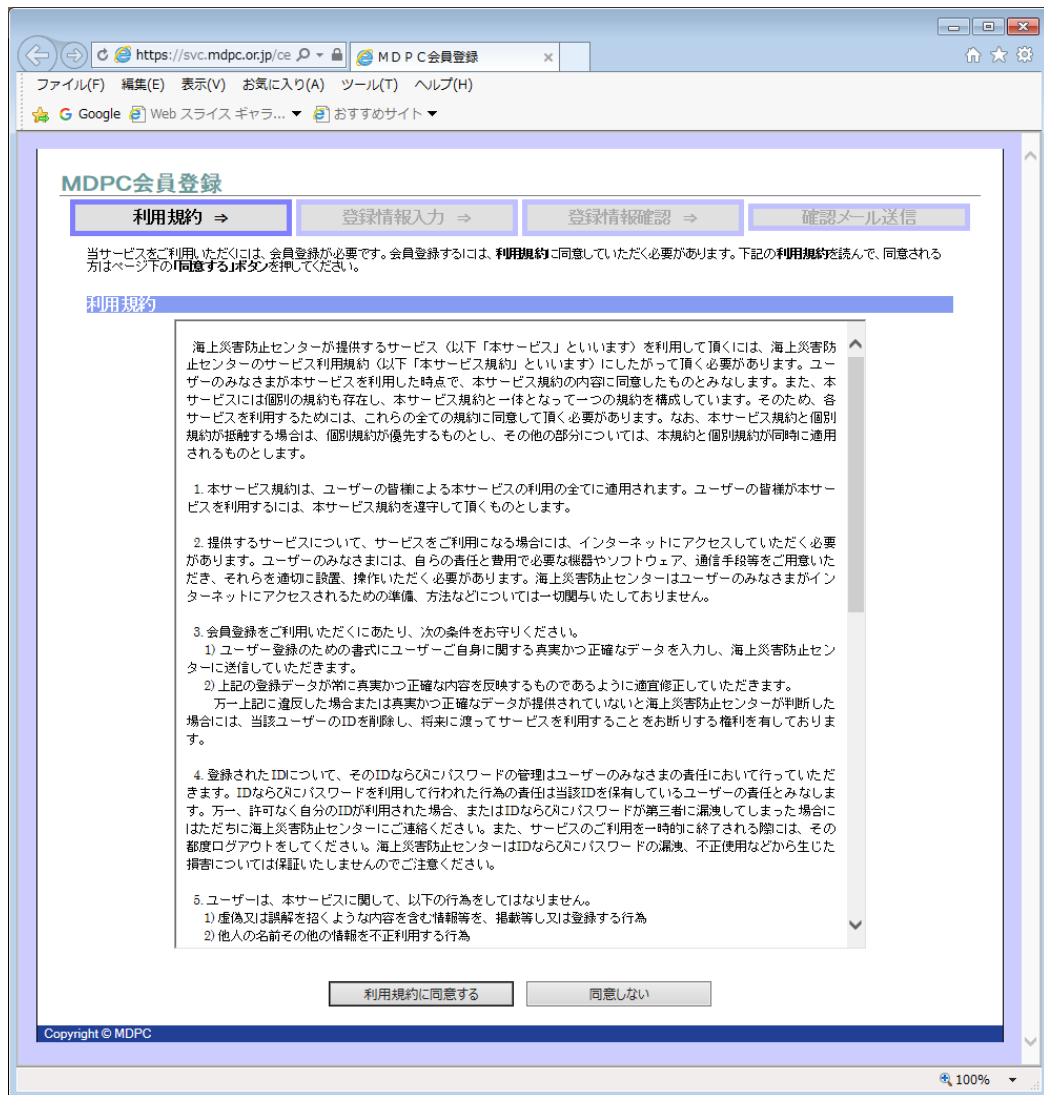 https://svc.mdpc.or.jp/ce
ＭＤＰＣ会員登録
ファイル(F) 編集(E) 表示(V) お気に入り(A) ツール(T) ヘルプ(H)
Google Web スライス ギャラ... おすすめサイト
MDPC会員登録
利用規約 ⇒ 登録情報入力 ⇒ 登録情報確認 ⇒ 確認メール送信
当サービスをご利用いただくには、会員登録が必要です。会員登録するには、利用規約に同意していただく必要があります。下記の利用規約を読んで、同意される
方はページ下の「同意する」ボタンを押してください。
利用規約
海上災害防止センターが提供するサービス（以下「本サービス」といいます）を利用して頂くには、海上災害防
止センターのサービス利用規約（以下「本サービス規約」といいます）にしたがって頂く必要があります。ユー
ザーのみなさまが本サービスを利用した時点で、本サービス規約の内容に同意したものとみなします。また、本
サービスには個別の規約も存在し、本サービス規約と一体となって一つの規約を構成しています。そのため、各
サービスを利用するためには、これらの全ての規約に同意して頂く必要があります。なお、本サービス規約と個別
規約が抵触する場合は、個別規約が優先するものとし、その他の部分については、本規約と個別規約が同時に適用
されるものとします。
1. 本サービス規約は、ユーザーの皆様による本サービスの利用の全てに適用されます。ユーザーの皆様が本サー
ビスを利用するには、本サービス規約を遵守して頂くものとします。
2. 提供するサービスについて、サービスをご利用になる場合には、インターネットにアクセスしていただく必要
があります。ユーザーのみなさまには、自らの責任と費用で必要な機器やソフトウェア、通信手段等をご用意いた
だき、それらを適切に設置、操作いただく必要があります。海上災害防止センターはユーザーのみなさまがイン
ターネットにアクセスされるための準備、方法などについては一切関与いたしておりません。
3. 会員登録をご利用いただくにあたり、次の条件をお守りください。
1) ユーザー登録のための書式にユーザーご自身に関する真実かつ正確なデータを入力し、海上災害防止セン
ターに送信していただきます。
2) 上記の登録データが常に真実かつ正確な内容を反映するものであるように適宜修正していただきます。
万一上記に違反した場合または真実かつ正確なデータが提供されていないと海上災害防止センターが判断した
場合には、当該ユーザーのIDを削除し、将来に渡ってサービスを利用することをお断りする権利を有しておりま
す。
4. 登録されたIDについて、そのIDならびにパスワードの管理はユーザーのみなさまの責任において行っていただ
きます。IDならびにパスワードを利用して行われた行為の責任は当該IDを保有しているユーザーの責任とみなしま
す。万一、許可なく自分のIDが利用された場合、またはIDならびにパスワードが第三者に漏洩してしまった場合に
はただちに海上災害防止センターにご連絡ください。また、サービスのご利用を一時的に終了される際には、その
都度ログアウトをしてください。海上災害防止センターはIDならびにパスワードの漏洩、不正使用などから生じた
損害については保証いたしませんのでご注意ください。
5. ユーザーは、本サービスに関して、以下の行為をしてはなりません。
1) 虚偽又は誤解を招くような内容を含む情報等を、掲載等し又は登録する行為
2) 他人の名前その他の情報を不正利用する行為
利用規約に同意する 同意しない
Copyright © MDPC
100%